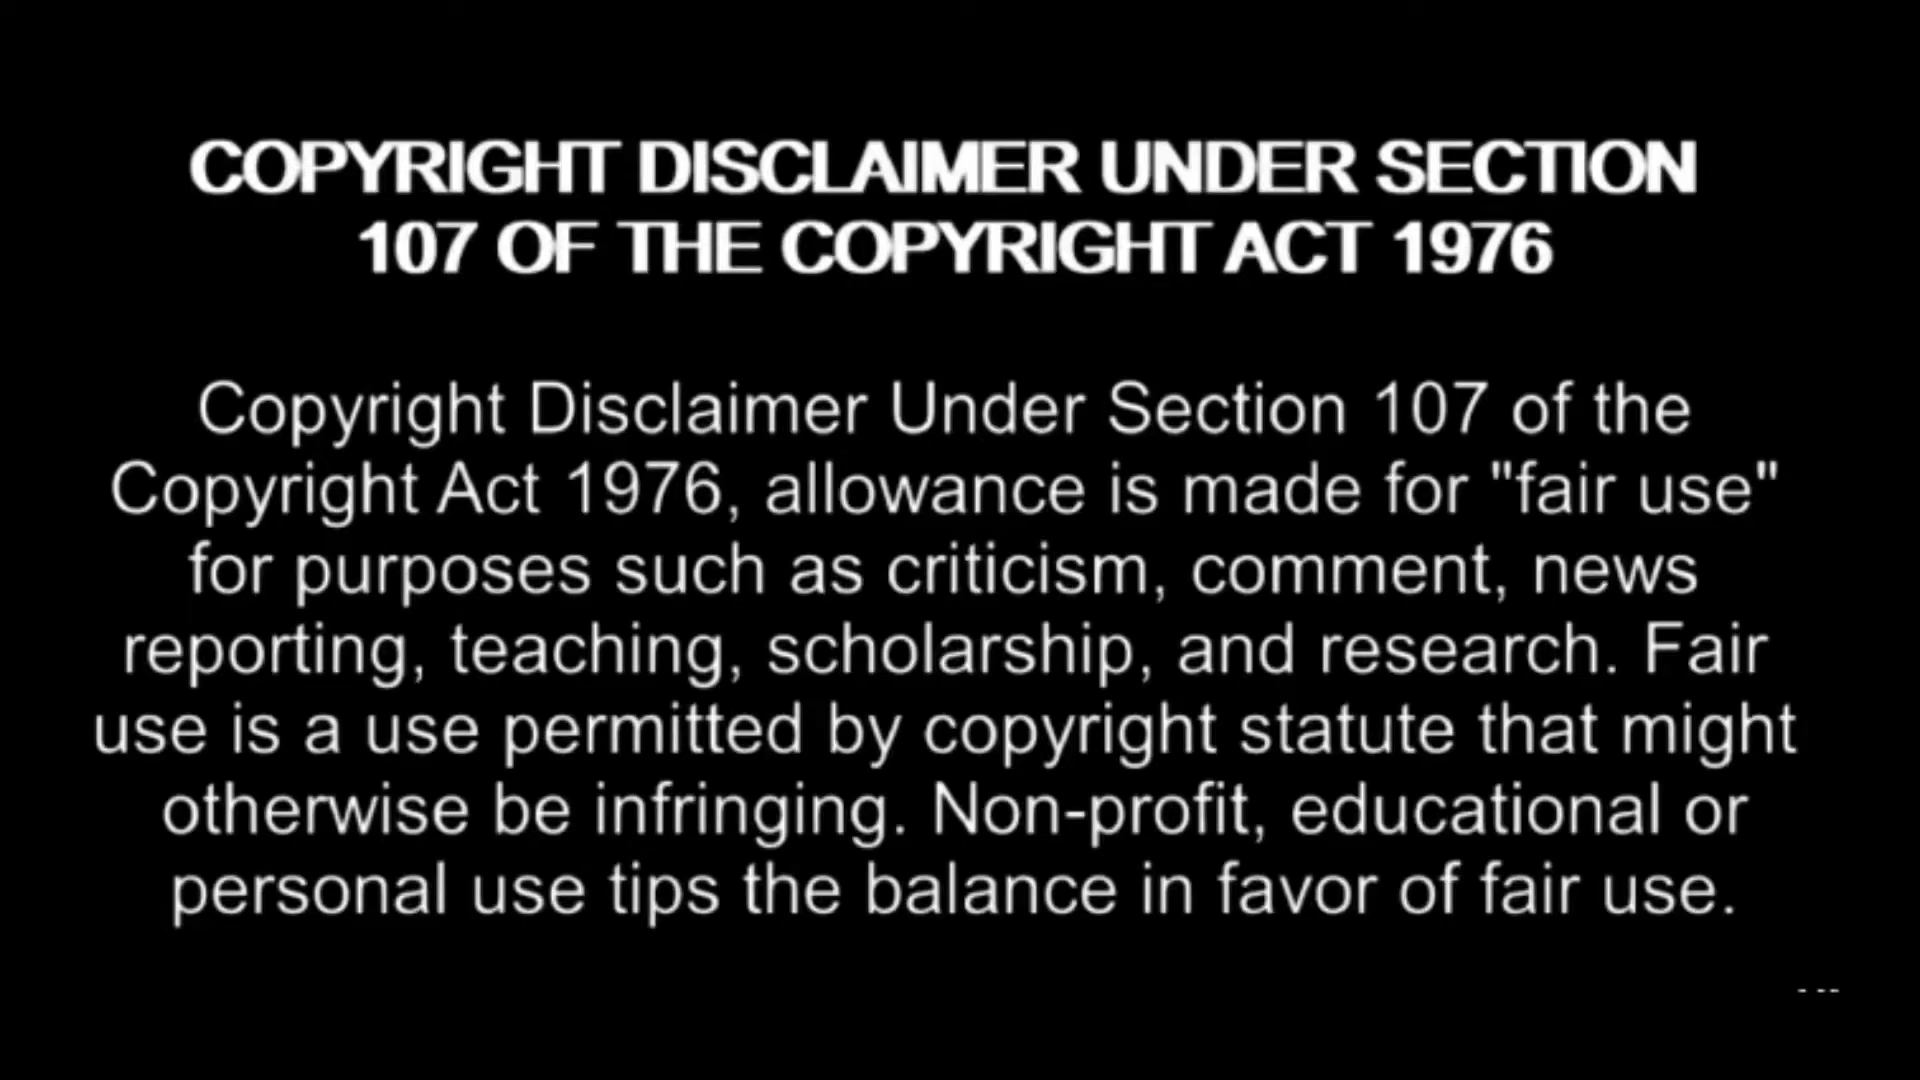 COPYRIGHT DISCLAIMER UNDER SECTION
107 OF THE COPYRIGHT ACT 1976
Copyright Disclaimer Under Section 107 of the
Copyright Act 1976, allowance is made for "fair use"
for purposes such as criticism, comment, news
reporting, teaching, scholarship, and research. Fair
use is a use permitted by copyright statute that might
otherwise be infringing. Non-profit, educational or
personal use tips the balance in favor of fair use.